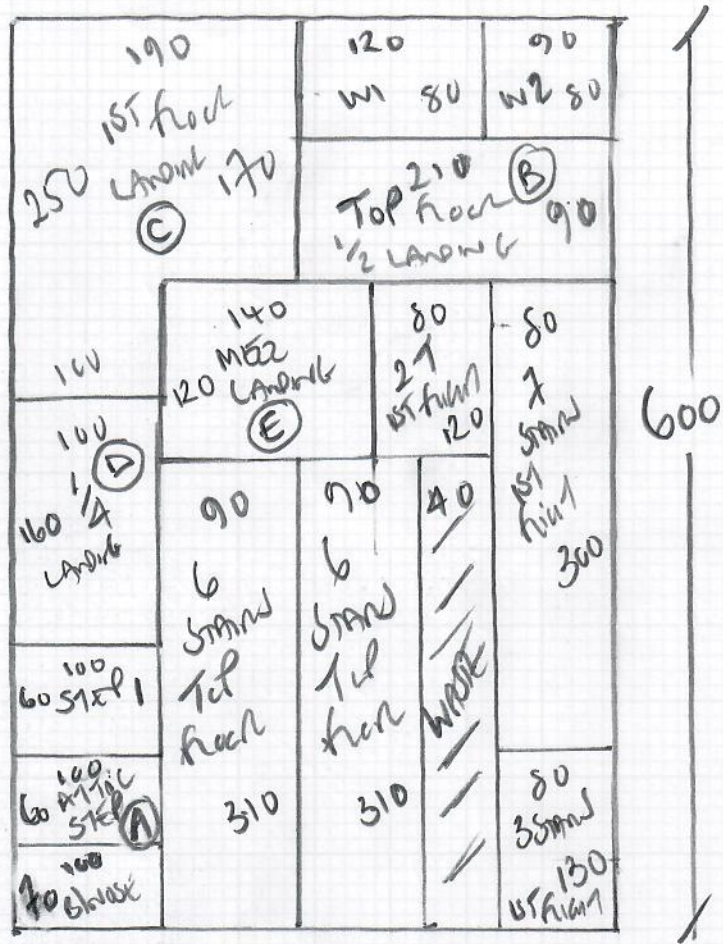 190
1ST FLOOR
LANDING
250 170
C
100
120
W1 80
90
W2 80
210 B
TOP FLOOR 90
1/2 LANDING
140
MEZZ
120 LANDING
E
80
1ST FLIGHT
120
80
7
STAIRS
1ST
FLIGHT
300
600
100
D
1/4
160
LANDING
90
6
STAIRS
TOP
FLOOR
310
90
6
STAIRS
TOP
FLOOR
310
40
WASTE
100
60 STEP 1
100
60 ATTIC
STEP A
100
70 B/NOSE
80
3 STAIRS
130
1ST FLIGHT